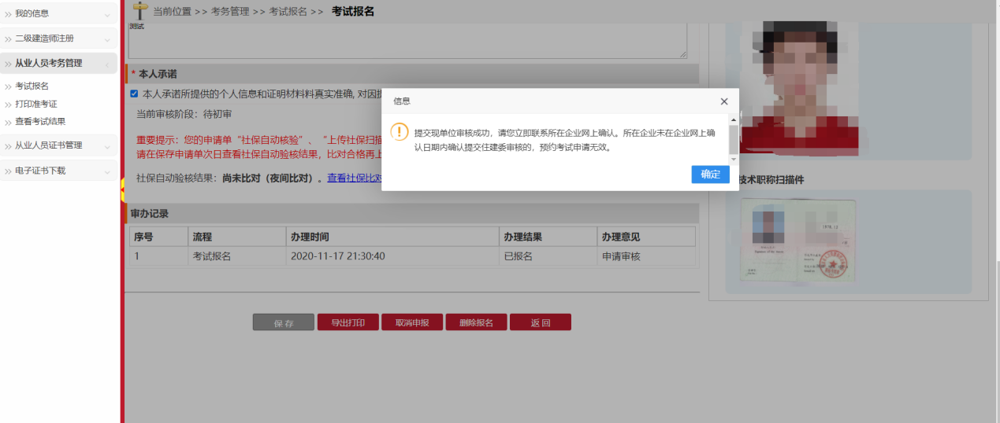 我的信息
二级建造师注册
从业人员考务管理
考试报名
打印准考证
查看考试结果
从业人员证书管理
电子证书下载
当前位置 >> 考务管理 >> 考试报名 >> 考试报名
测试
* 本人承诺
本人承诺所提供的个人信息和证明材料真实准确, 对因
当前审核阶段：待初审
重要提示：您的申请单“社保自动核验”、“上传社保扫描
请在保存申请单次日查看社保自动验核结果，比对合格再上
社保自动验核结果：尚未比对（夜间比对）。查看社保比对
信息
提交现单位审核成功，请您立即联系所在企业网上确认。所在企业未在企业网上确
认日期内确认提交住建委审核的，预约考试申请无效。
确定
技术职称扫描件
审办记录
序号 流程 办理时间 办理结果 办理意见
1 考试报名 2020-11-17 21:30:40 已报名 申请审核
保 存 导出打印 取消申报 删除报名 返 回